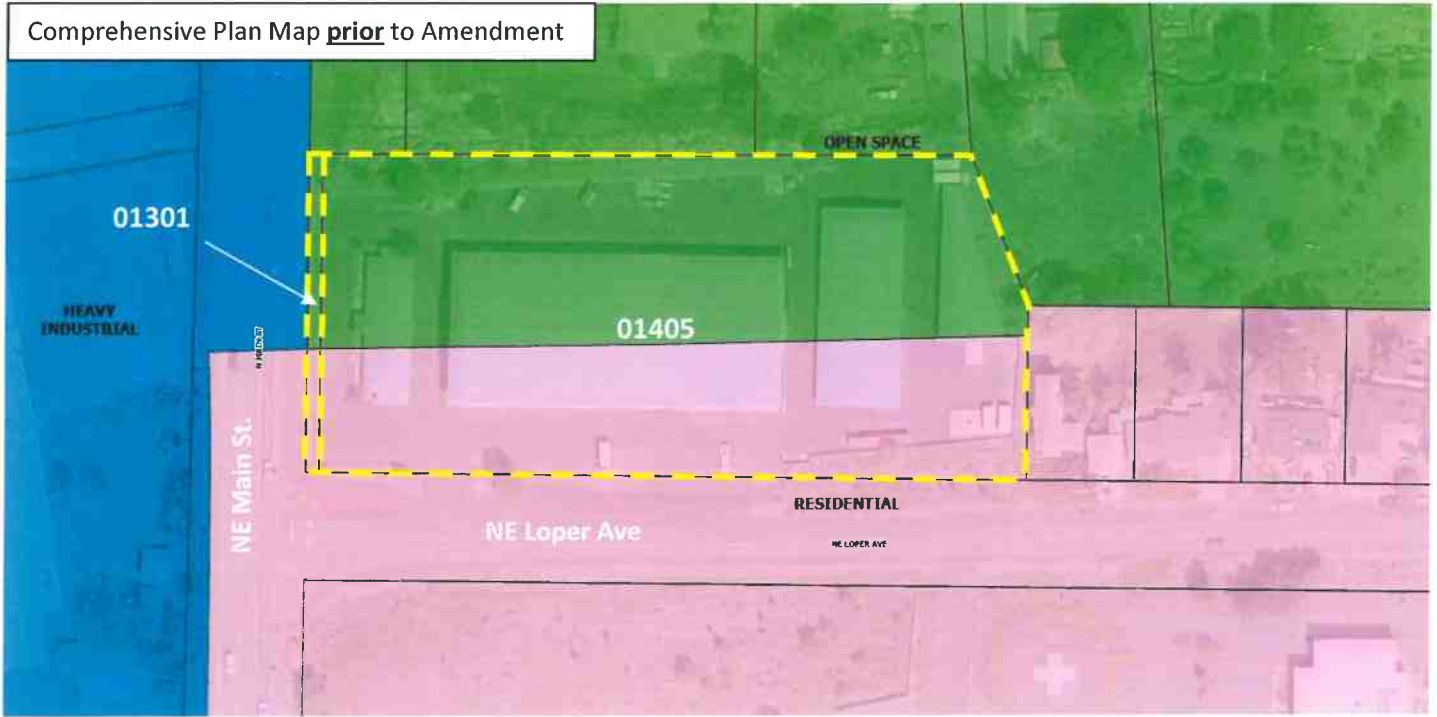 Comprehensive Plan Map prior to Amendment
OPEN SPACE
01301
HEAVY
INDUSTRIAL
01405
NE Main St.
RESIDENTIAL
NE Loper Ave
NE LOPER AVE